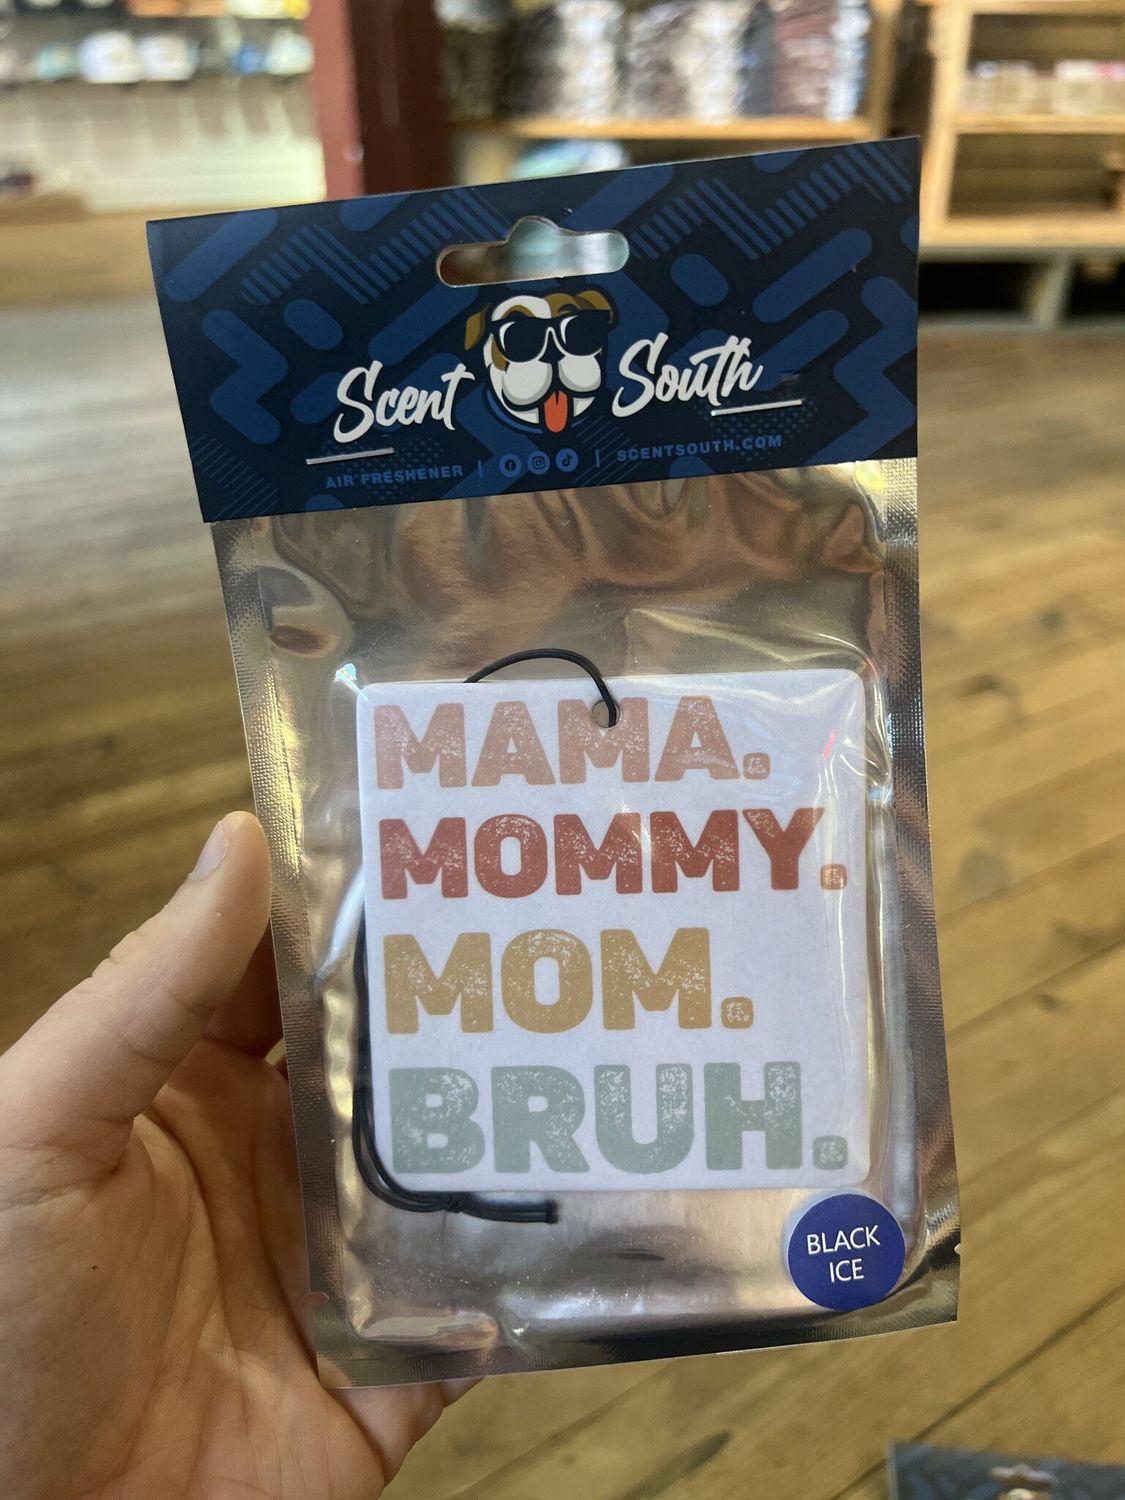 Scent South
AIR FRESHENER | | SCENTSOUTH.COM
MAMA.
MOMMY.
MOM.
BRUH.
BLACK
ICE